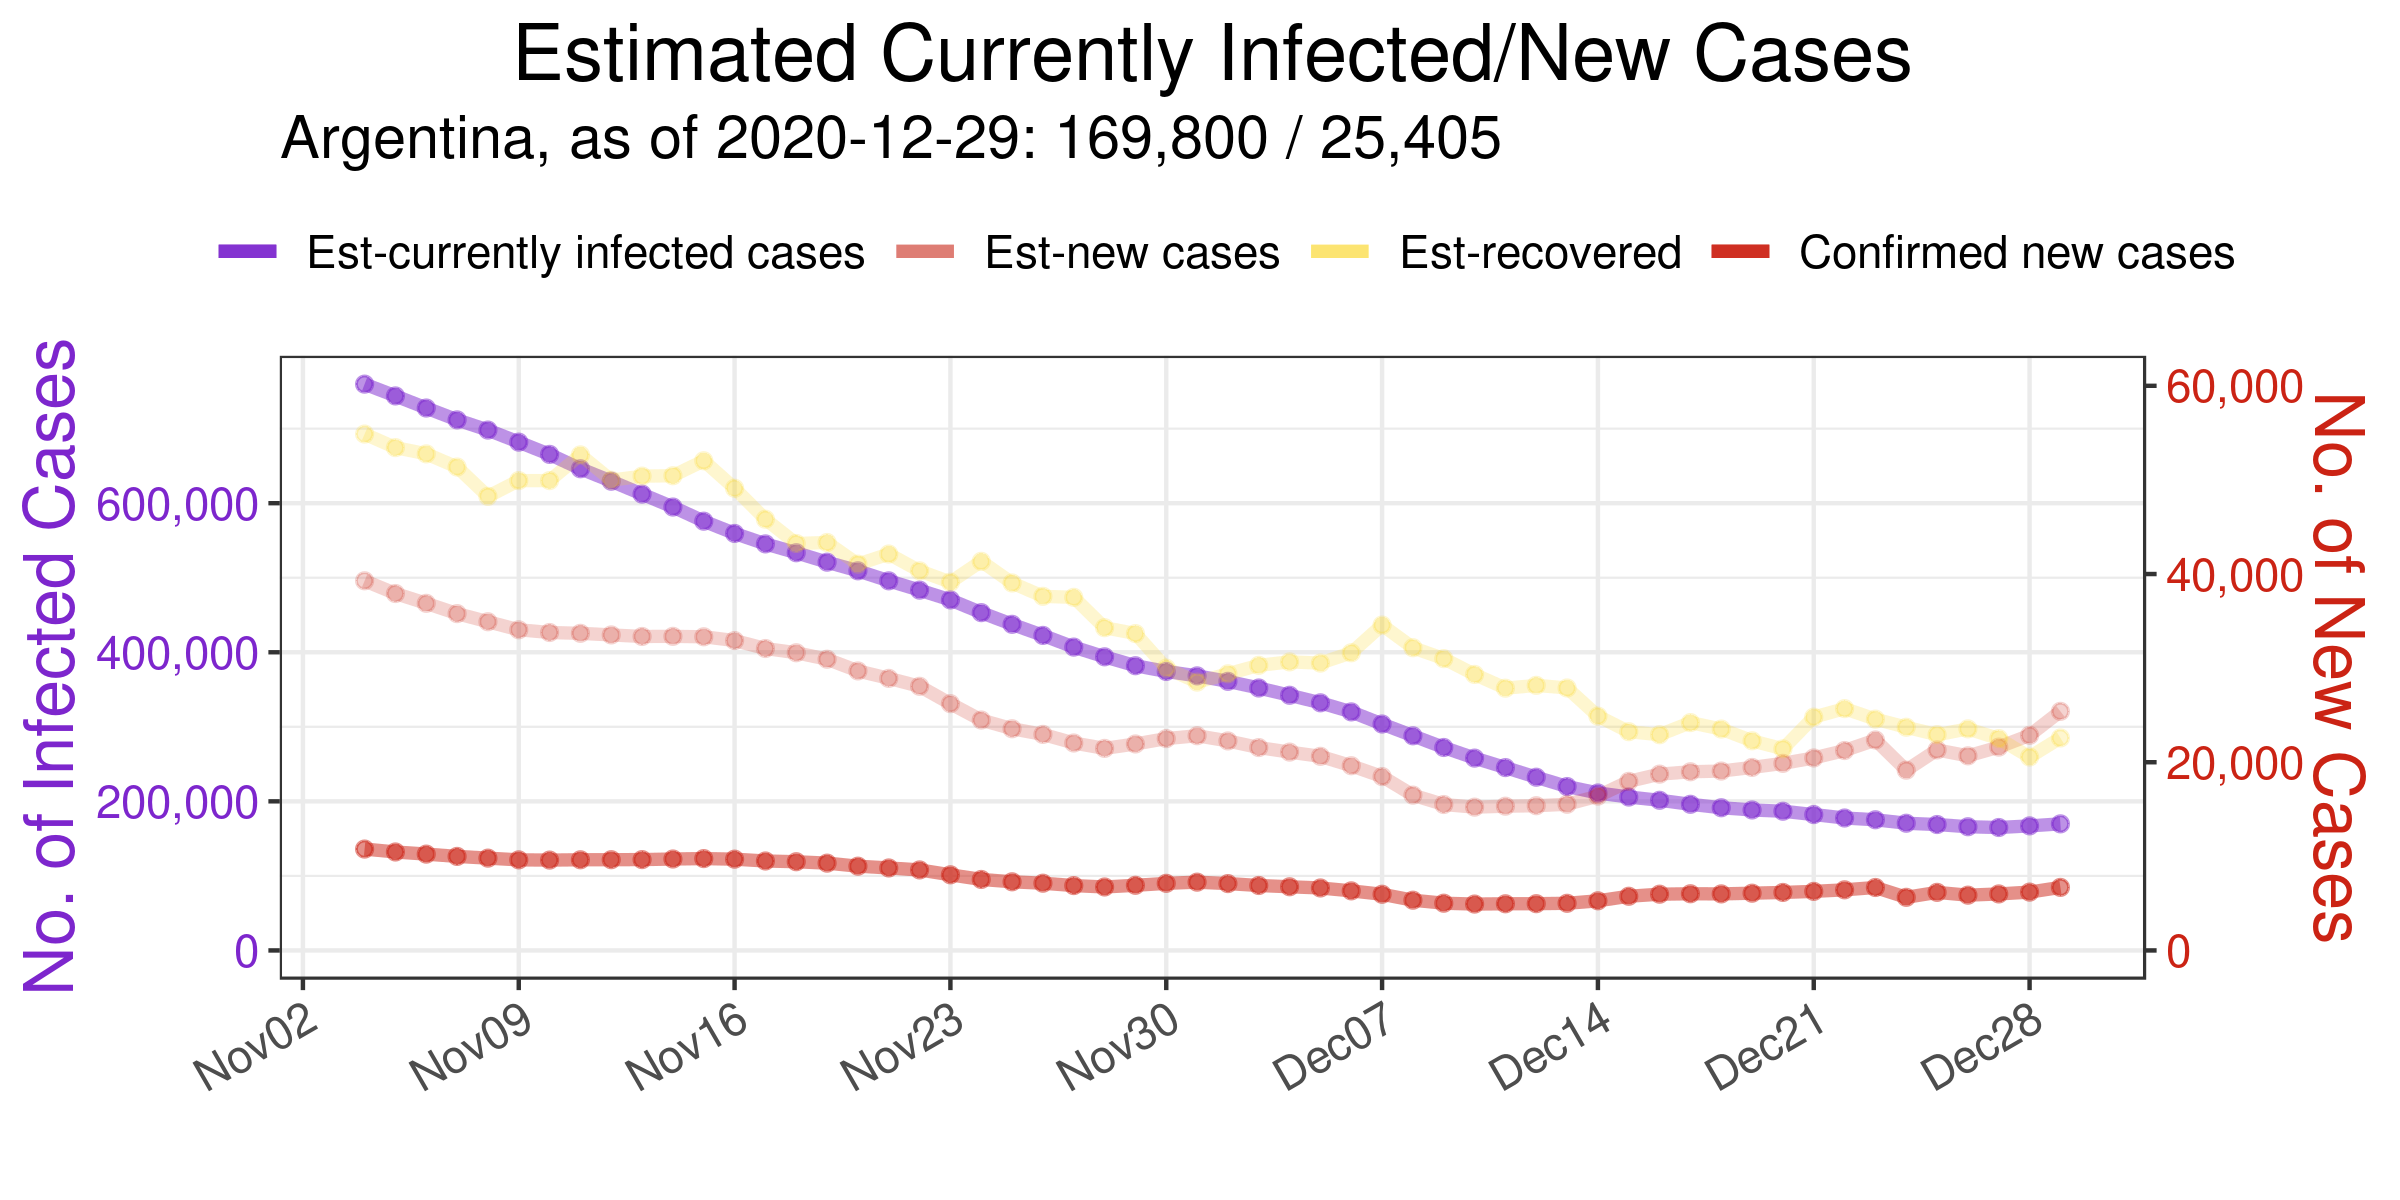 Estimated Currently Infected/New Cases
Argentina, as of 2020-12-29: 169,800 / 25,405
Est-currently infected cases Est-new cases Est-recovered Confirmed new cases
No. of Infected Cases
600,000
400,000
200,000
0
60,000
40,000
20,000
0
No. of New Cases
Nov02 Nov09 Nov16 Nov23 Nov30 Dec07 Dec14 Dec21 Dec28